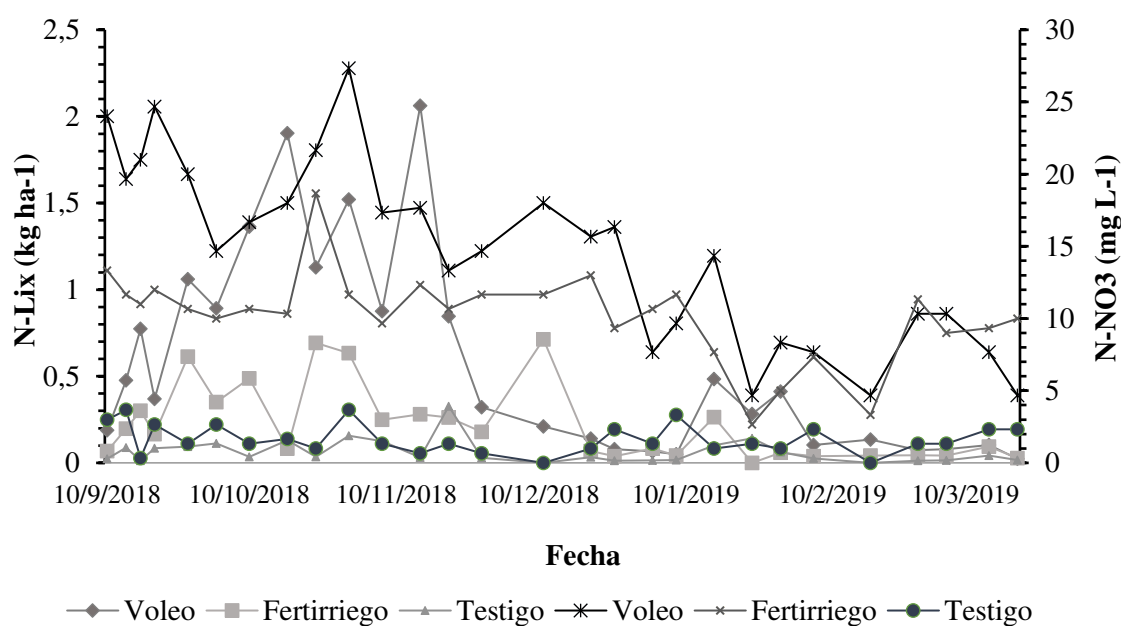 2,5
2
1,5
1
0,5
0
N-Lix (kg ha-1)
30
25
20
15
10
5
0
N-NO3 (mg L-1)
10/9/2018 10/10/2018 10/11/2018 10/12/2018 10/1/2019 10/2/2019 10/3/2019
Fecha
Voleo Fertirriego Testigo Voleo Fertirriego Testigo